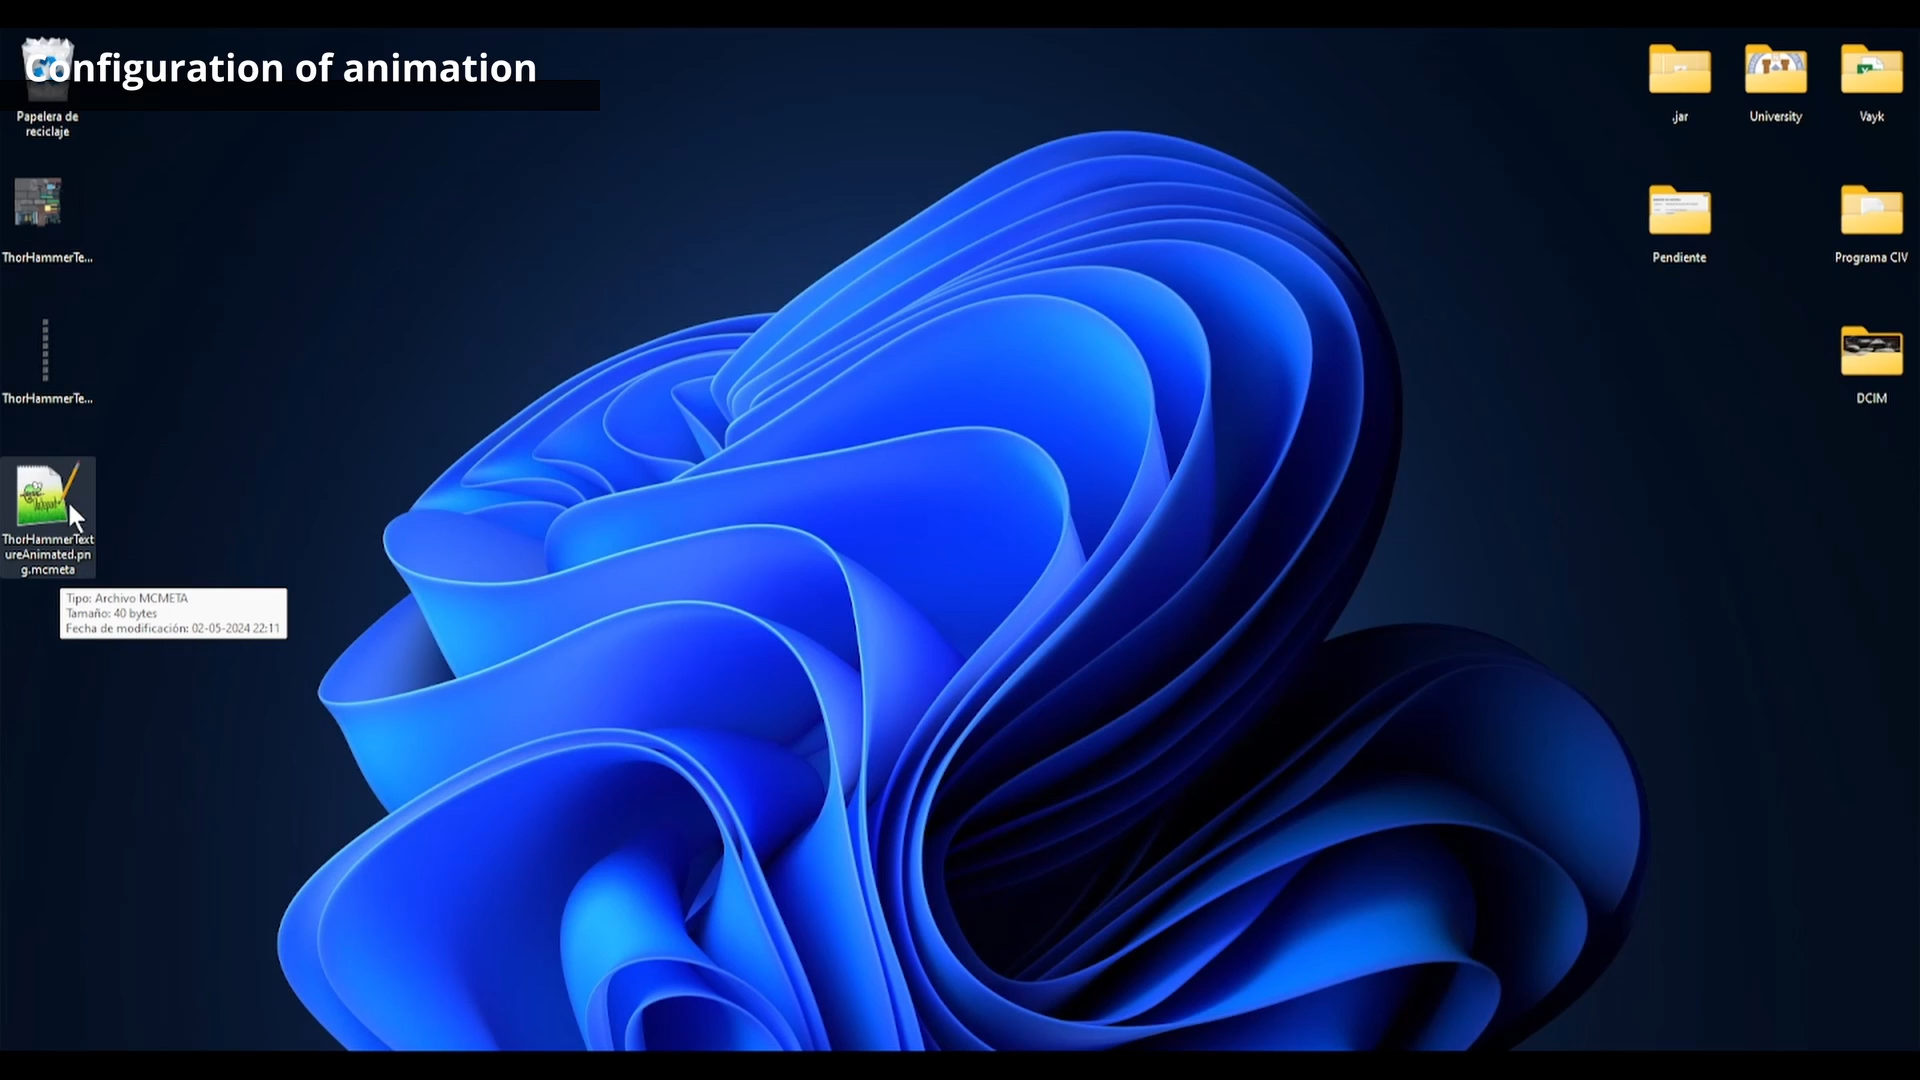 Configuration of animation
Papelera de
reciclaje
ThorHammerTe...
ThorHammerTe...
ThorHammerText
ureAnimated.pn
g.mcmeta
Tipo: Archivo MCMETA
Tamaño: 40 bytes
Fecha de modificación: 02-05-2024 22:11
.jar
University
Vayk
Pendiente
Programa CIV
DCIM